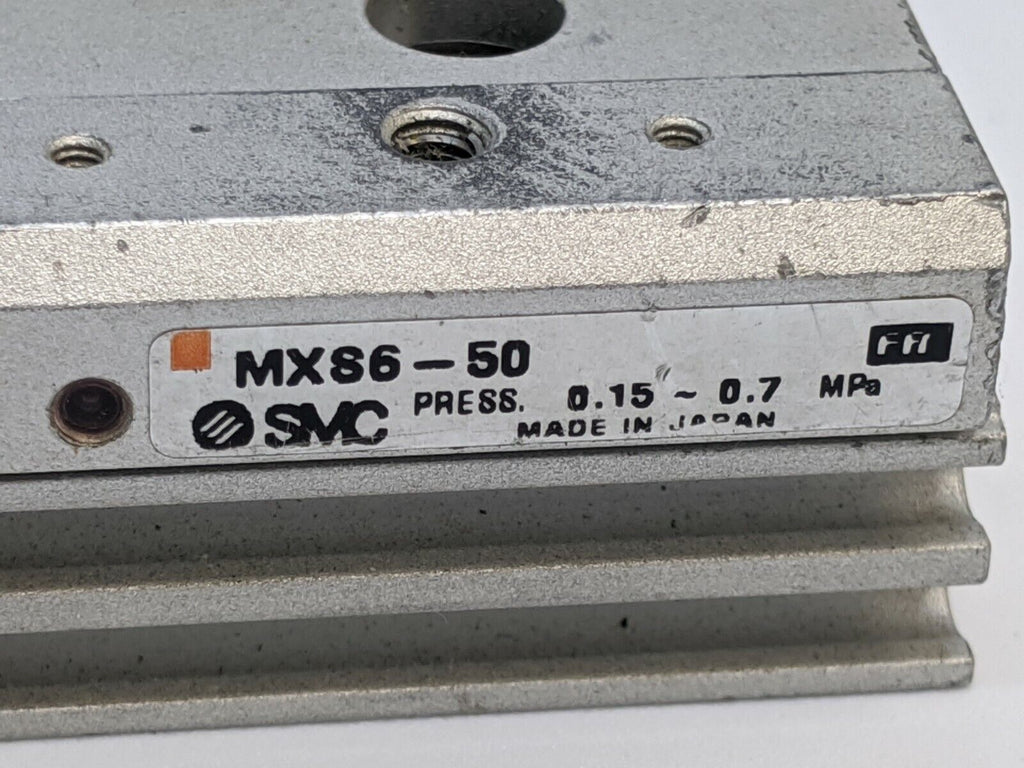 MXS6-50
SMC PRESS. 0.15 ~ 0.7 MPa
MADE IN JAPAN